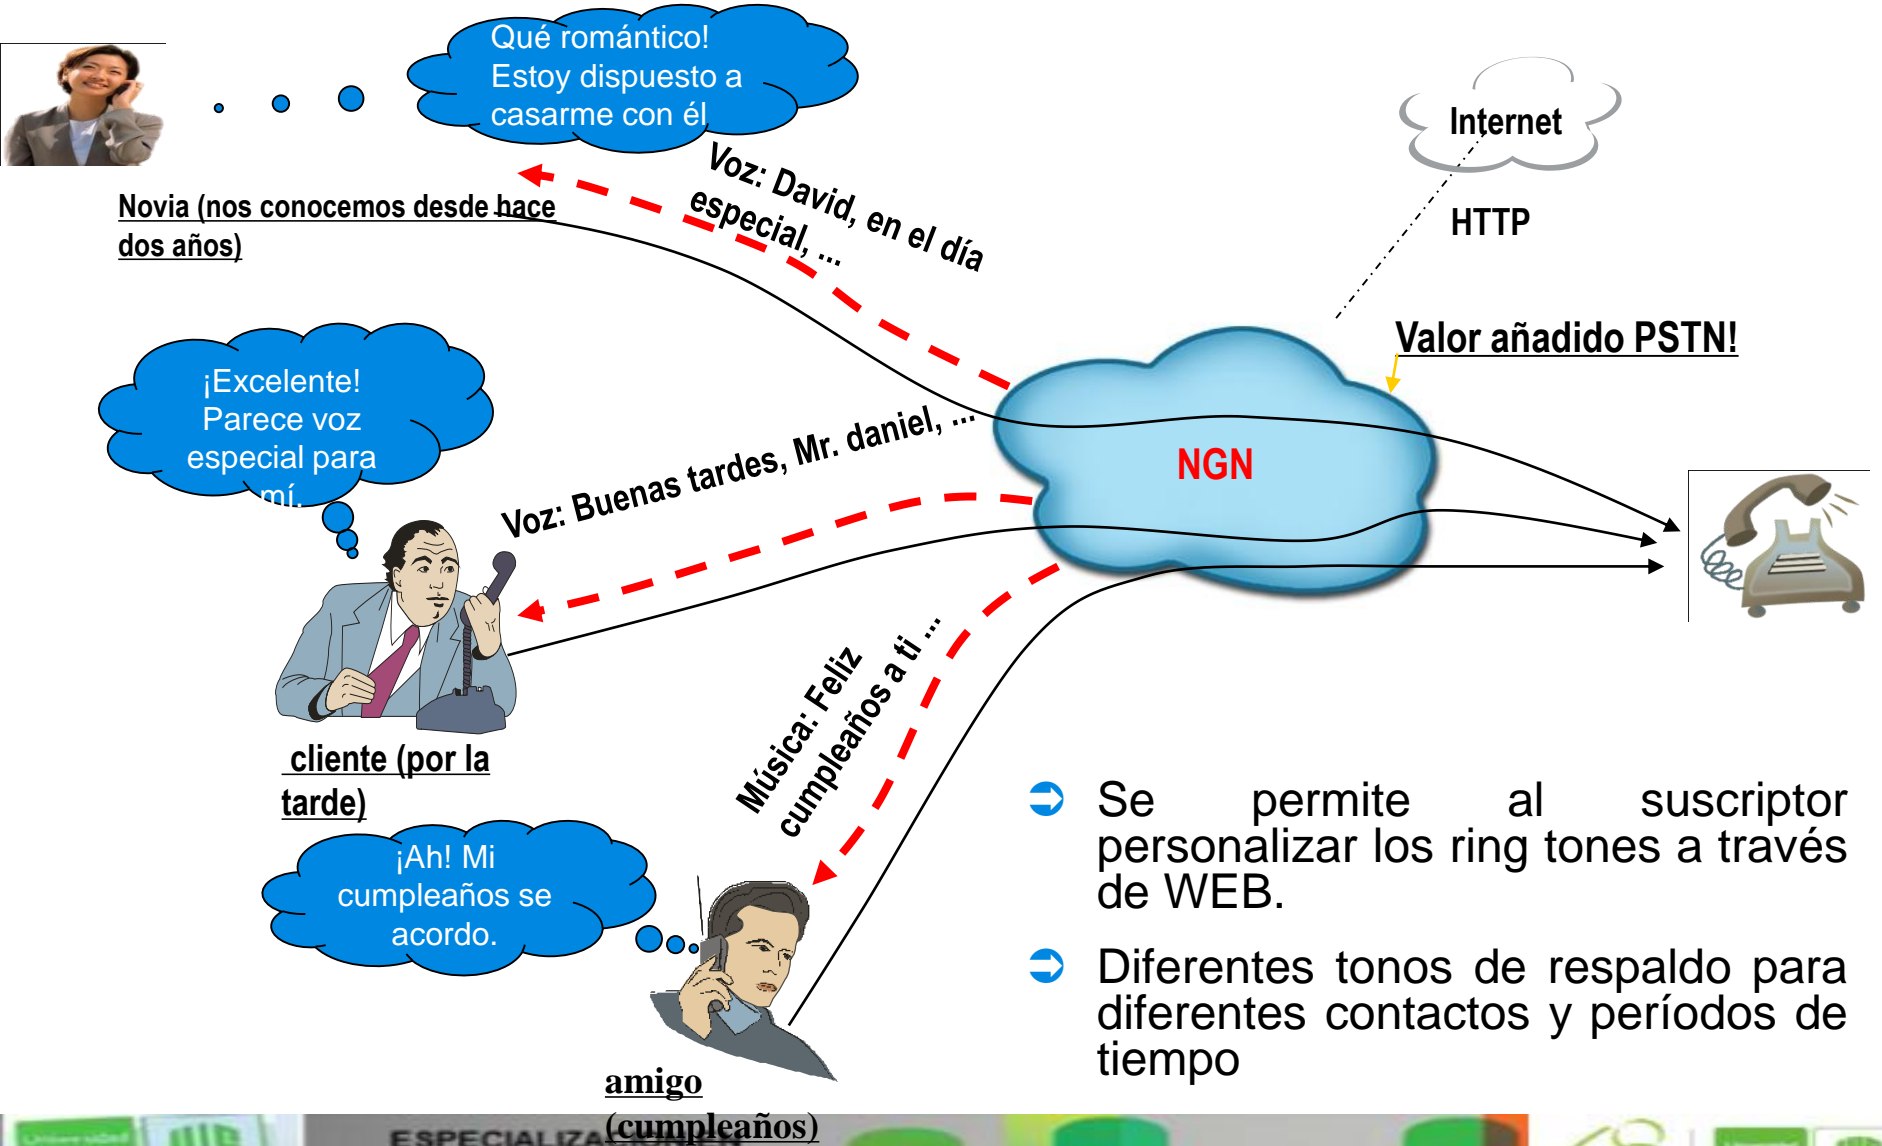 Qué romántico!
Estoy dispuesto a
casarme con él
Internet
HTTP
Voz: David, en el día
especial, ...
Novia (nos conocemos desde hace
dos años)
Valor añadido PSTN!
¡Excelente!
Parece voz
especial para
mí.
Voz: Buenas tardes, Mr. daniel, ...
NGN
cliente (por la
tarde)
Música: Feliz
cumpleaños a ti ...
¡Ah! Mi
cumpleaños se
acordo.
Se permite al suscriptor
personalizar los ring tones a través
de WEB.
Diferentes tonos de respaldo para
diferentes contactos y períodos de
tiempo
amigo
(cumpleaños)